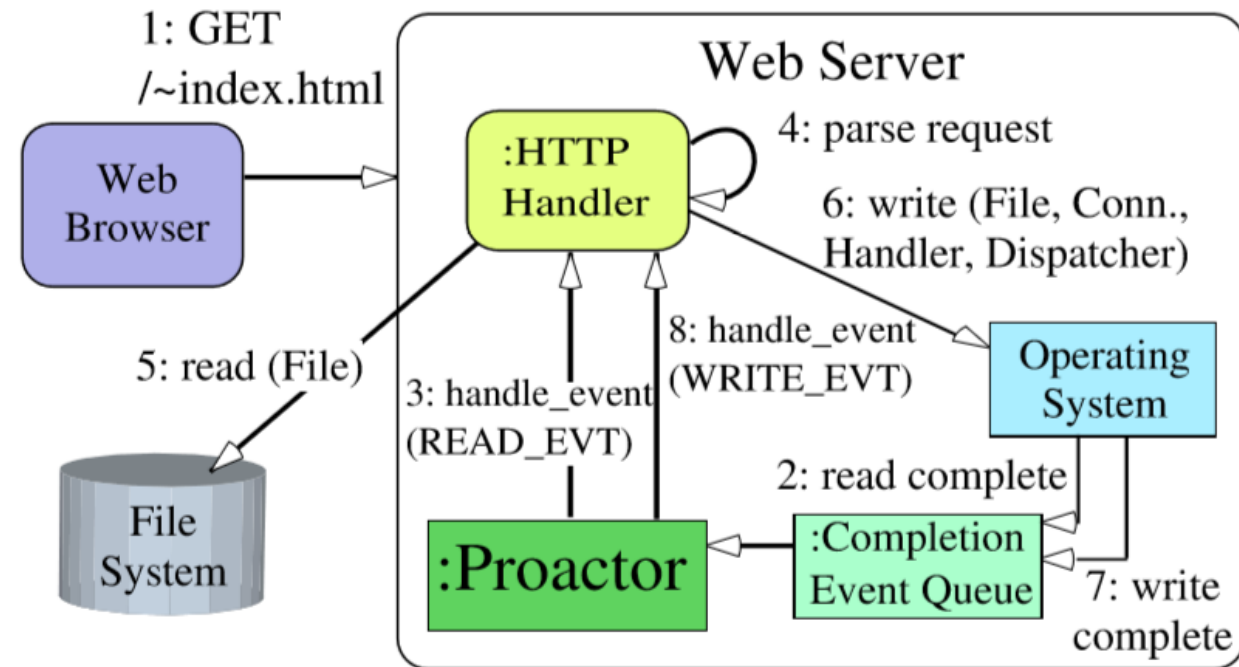 1: GET
/~index.html
Web Server
Web
Browser
:HTTP
Handler
4: parse request
6: write (File, Conn.,
Handler, Dispatcher)
5: read (File)
3: handle_event
(READ_EVT)
8: handle_event
(WRITE_EVT)
Operating
System
2: read complete
File
System
:Proactor
:Completion
Event Queue
7: write
complete